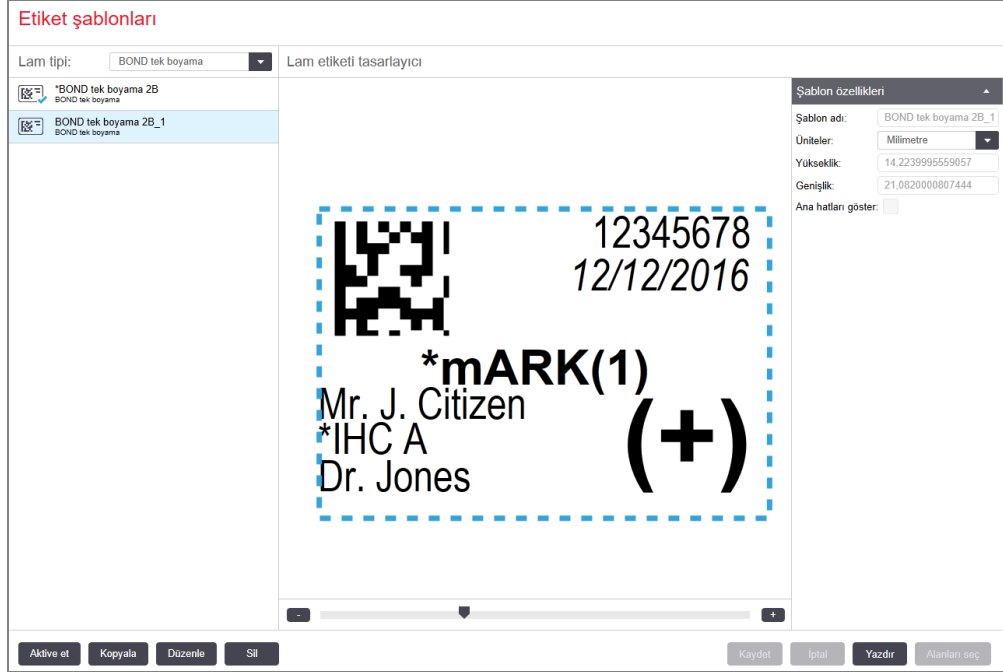 Etiket şablonları
Lam tipi:
BOND tek boyama
Lam etiketi tasarlayıcı
*BOND tek boyama 2B
BOND tek boyama
BOND tek boyama 2B_1
BOND tek boyama
Şablon özellikleri
Şablon adı: BOND tek boyama 2B_1
Üniteler: Milimetre
Yükseklik: 14,2239995559057
Genişlik: 21,0820000807444
Ana hatları göster:
12345678
12/12/2016
*mARK(1)
Mr. J. Citizen
*IHC A
Dr. Jones
(+)
- +
Aktive et Kopyala Düzenle Sil Kaydet İptal Yazdır Alanları seç